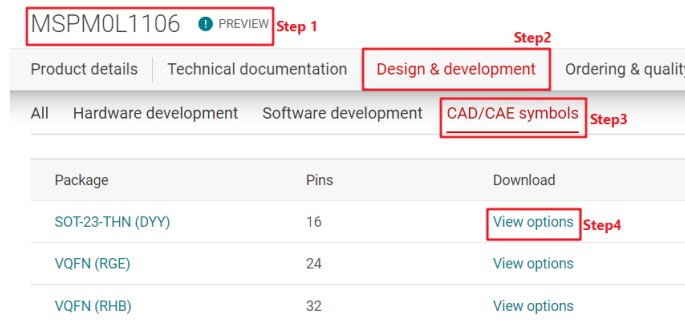 MSPM0L1106 ! PREVIEW Step 1
Step2
Product details Technical documentation Design & development Ordering & quality
All Hardware development Software development CAD/CAE symbols Step3
Package Pins Download
SOT-23-THN (DYY) 16 View options Step4
VQFN (RGE) 24 View options
VQFN (RHB) 32 View options